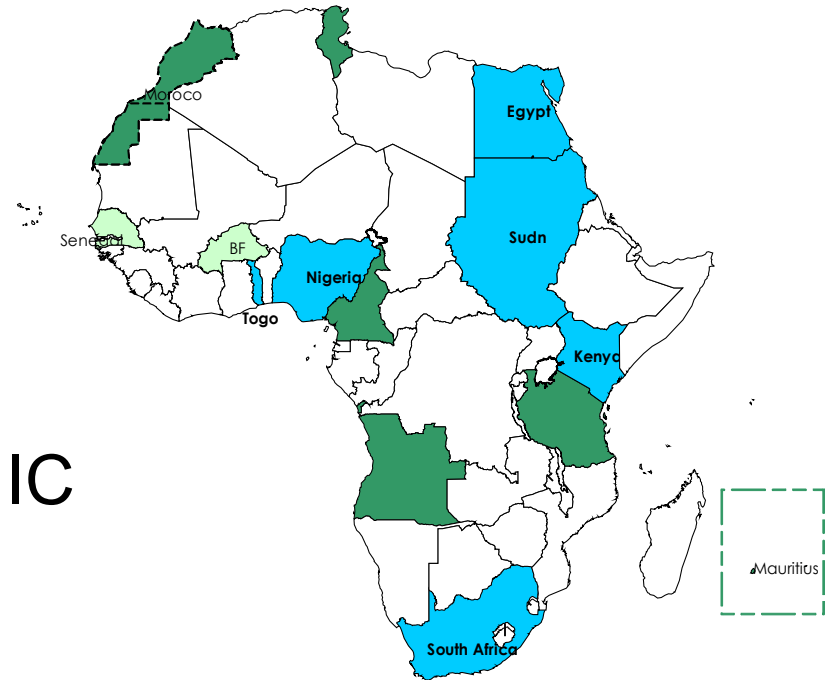 Moroco
Egypt
Senegal
BF
Sudn
Nigeria
Togo
Kenya
IC
Mauritius
South Africa